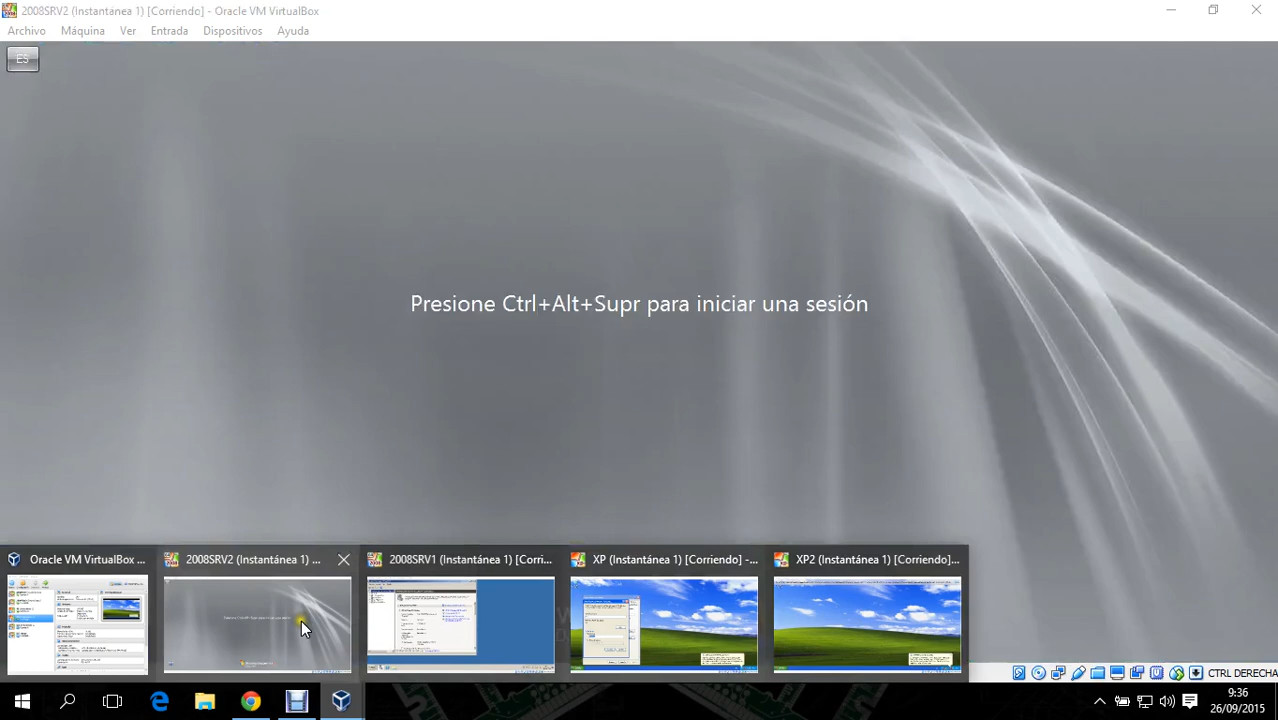 2008SRV2 (Instantánea 1) [Corriendo] - Oracle VM VirtualBox
Archivo Máquina Ver Entrada Dispositivos Ayuda
ES
Presione Ctrl+Alt+Supr para iniciar una sesión
Oracle VM VirtualBox ...
2008SRV2 (Instantánea 1) ...
2008SRV1 (Instantánea 1) [Corri...
XP (Instantánea 1) [Corriendo] -...
XP2 (Instantánea 1) [Corriendo]...
CTRL DERECHA
9:36
26/09/2015